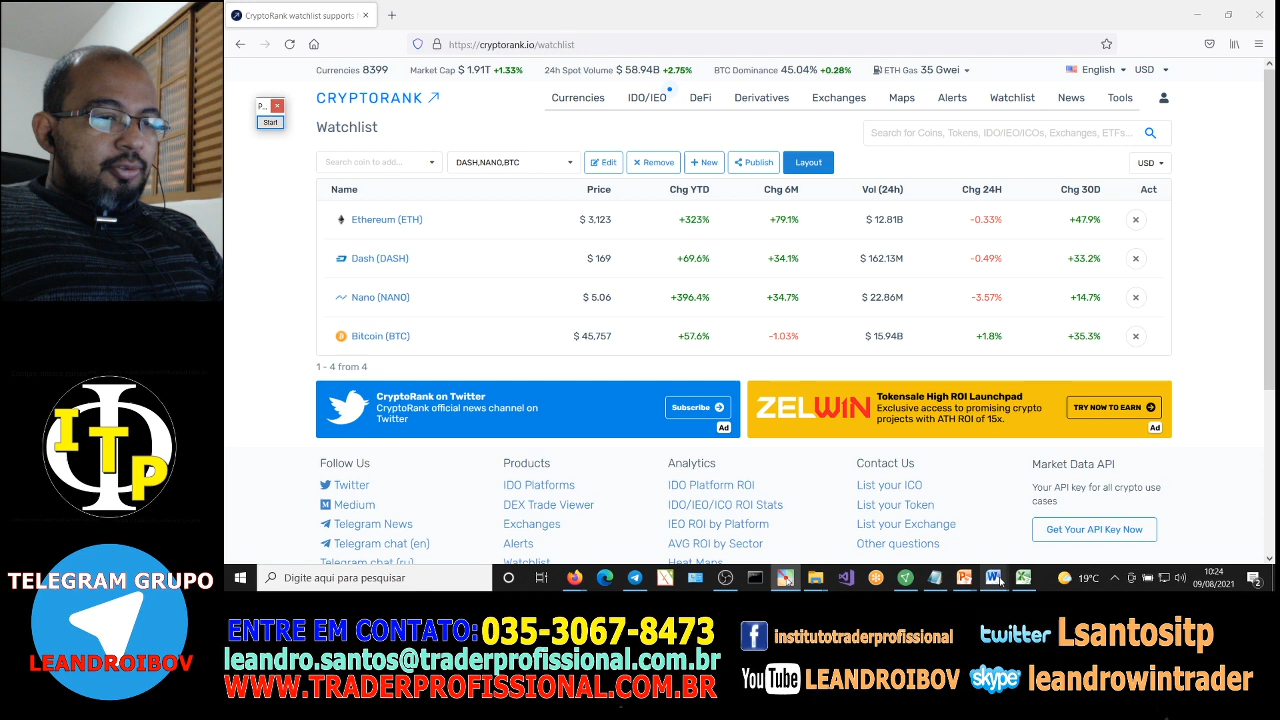 CryptoRank watchlist supports
https://cryptorank.io/watchlist
Currencies 8399 Market Cap $ 1.91T +1.33% 24h Spot Volume $ 58.94B +2.75% BTC Dominance 45.04% +0.28% ETH Gas 35 Gwei English USD
P...
Start
CRYPTORANK Currencies IDO/IEO DeFi Derivatives Exchanges Maps Alerts Watchlist News Tools
Watchlist
Search for Coins, Tokens, IDO/IEO/ICOs, Exchanges, ETFs...
Search coin to add... DASH,NANO,BTC Edit Remove New Publish Layout USD
Name Price Chg YTD Chg 6M Vol (24h) Chg 24H Chg 30D Act
Ethereum (ETH) $ 3,123 +323% +79.1% $ 12.81B -0.33% +47.9%
Dash (DASH) $ 169 +69.6% +34.1% $ 162.13M -0.49% +33.2%
Nano (NANO) $ 5.06 +396.4% +34.7% $ 22.86M -3.57% +14.7%
Bitcoin (BTC) $ 45,757 +57.6% -1.03% $ 15.94B +1.8% +35.3%
1 - 4 from 4
CryptoRank on Twitter
CryptoRank official news channel on
Twitter
Subscribe
Ad
ZELWIN
Tokensale High ROI Launchpad
Exclusive access to promising crypto
projects with ATH ROI of 15x.
TRY NOW TO EARN
Ad
Follow Us
Twitter
Medium
Telegram News
Telegram chat (en)
Telegram chat (ru)
Products
IDO Platforms
DEX Trade Viewer
Exchanges
Alerts
Watchlist
Analytics
IDO Platform ROI
IDO/IEO/ICO ROI Stats
IEO ROI by Platform
AVG ROI by Sector
Heat Maps
Contact Us
List your ICO
List your Token
List your Exchange
Other questions
Market Data API
Your API key for all crypto use
cases
Get Your API Key Now
Digite aqui para pesquisar
19°C
10:24
09/08/2021
2
ITP
TELEGRAM GRUPO
LEANDROIBOV
ENTRE EM CONTATO: 035-3067-8473
leandro.santos@traderprofissional.com.br
WWW.TRADERPROFISSIONAL.COM.BR
f institutotraderprofissional
twitter Lsantositp
YouTube LEANDROIBOV
skype leandrowintrader